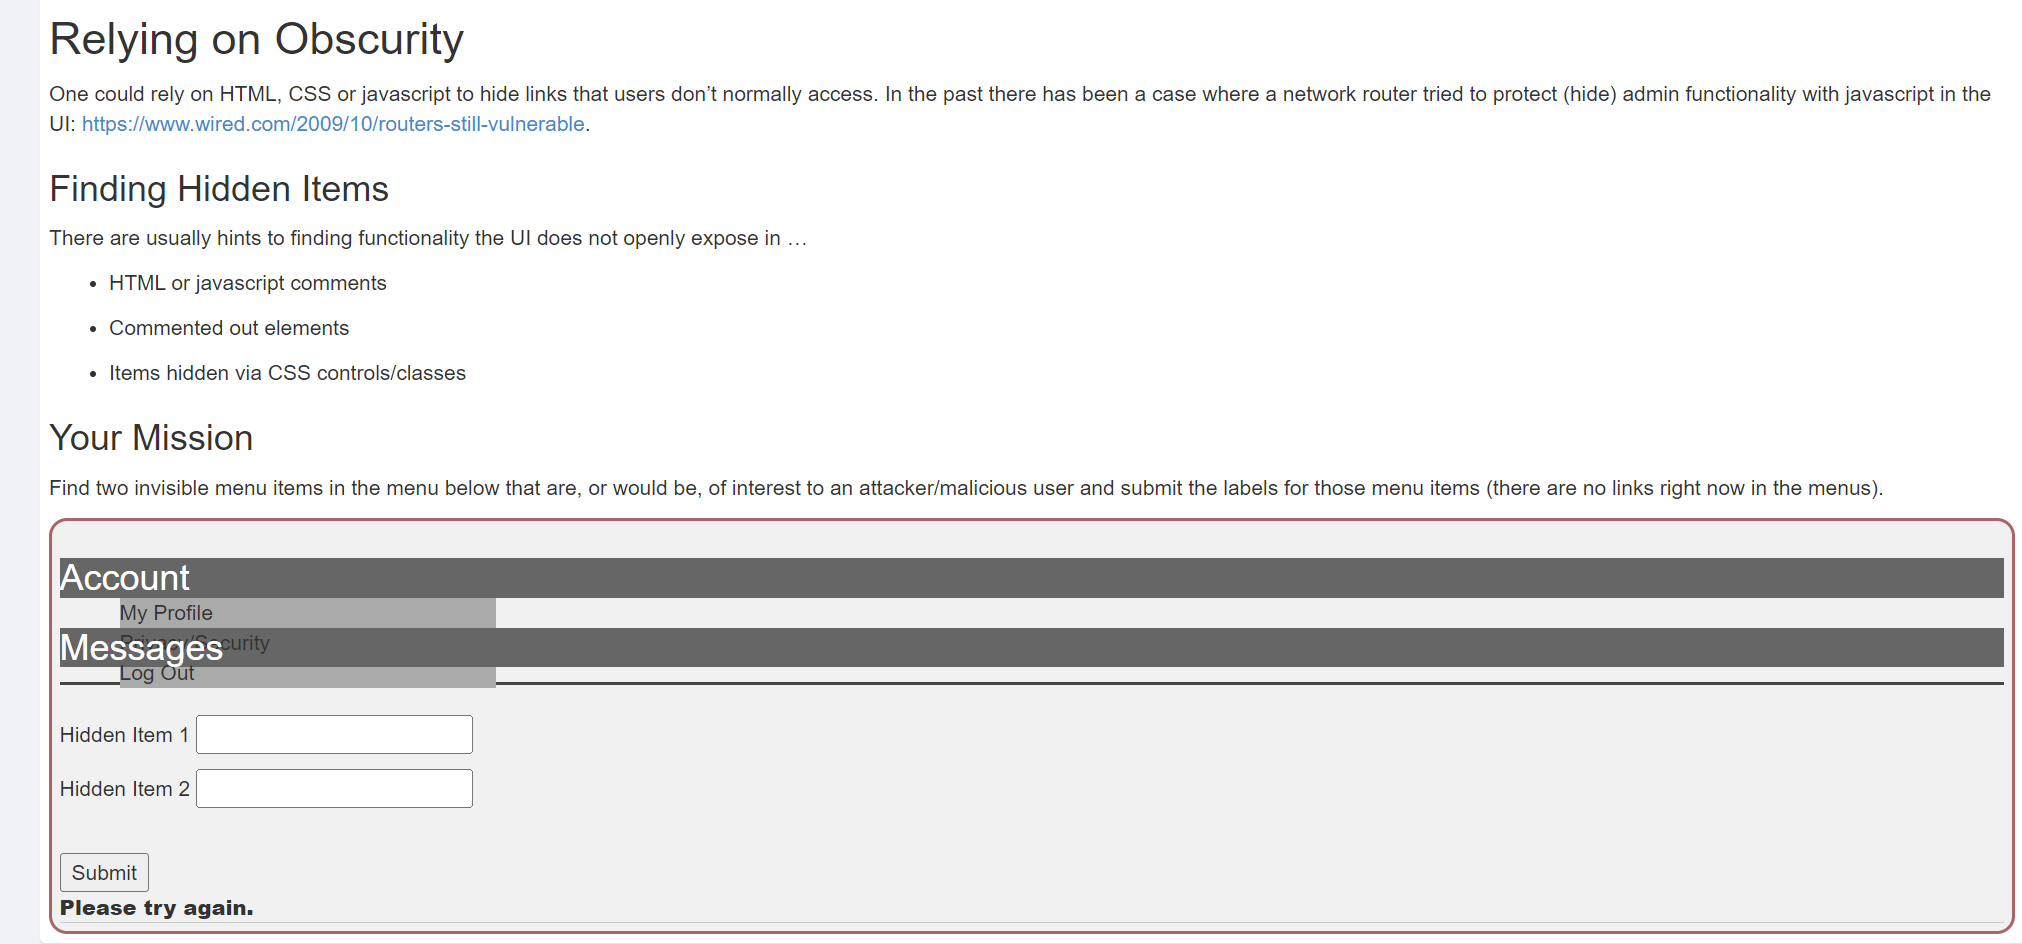 Relying on Obscurity
One could rely on HTML, CSS or javascript to hide links that users don’t normally access. In the past there has been a case where a network router tried to protect (hide) admin functionality with javascript in the
UI: https://www.wired.com/2009/10/routers-still-vulnerable.
Finding Hidden Items
There are usually hints to finding functionality the UI does not openly expose in …
• HTML or javascript comments
• Commented out elements
• Items hidden via CSS controls/classes
Your Mission
Find two invisible menu items in the menu below that are, or would be, of interest to an attacker/malicious user and submit the labels for those menu items (there are no links right now in the menus).
Account
My Profile
Privacy/Security
Messages
Log Out
Hidden Item 1
Hidden Item 2
Submit
Please try again.